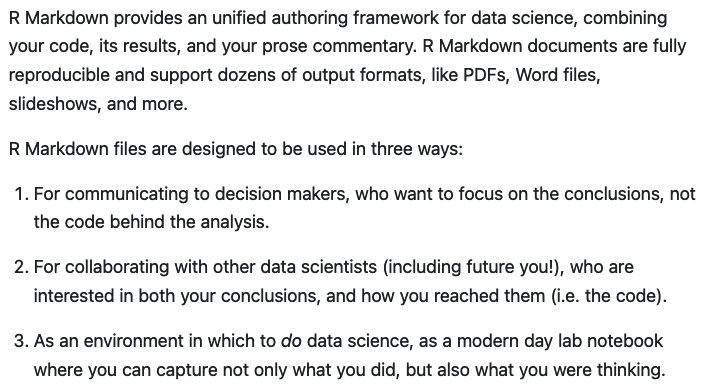 R Markdown provides an unified authoring framework for data science, combining
your code, its results, and your prose commentary. R Markdown documents are fully
reproducible and support dozens of output formats, like PDFs, Word files,
slideshows, and more.
R Markdown files are designed to be used in three ways:
1. For communicating to decision makers, who want to focus on the conclusions, not
the code behind the analysis.
2. For collaborating with other data scientists (including future you!), who are
interested in both your conclusions, and how you reached them (i.e. the code).
3. As an environment in which to do data science, as a modern day lab notebook
where you can capture not only what you did, but also what you were thinking.